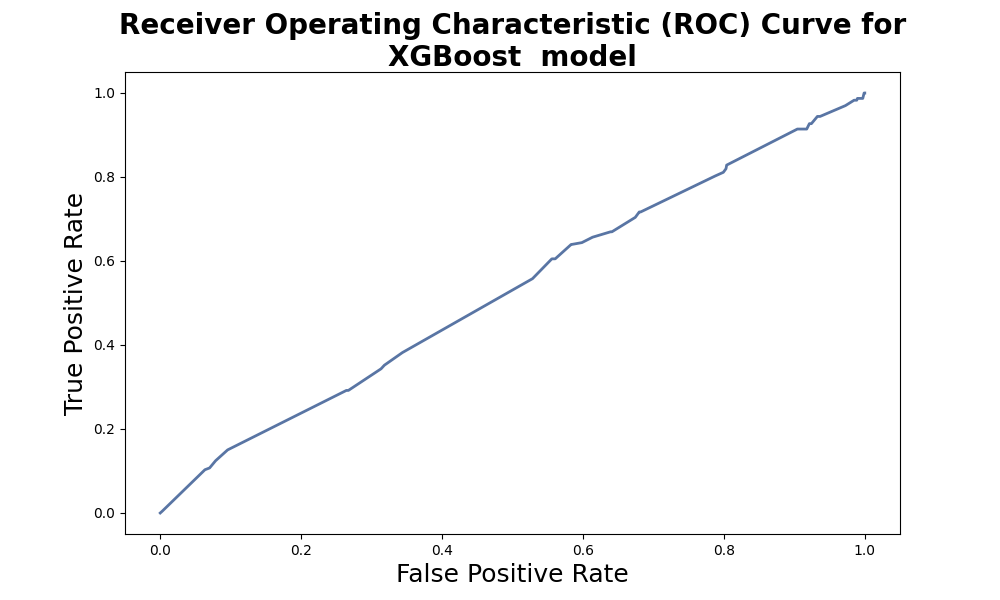 Receiver Operating Characteristic (ROC) Curve for
XGBoost  model
1.0
0.8
0.6
0.4
0.2
0.0
True Positive Rate
0.0 0.2 0.4 0.6 0.8 1.0
False Positive Rate